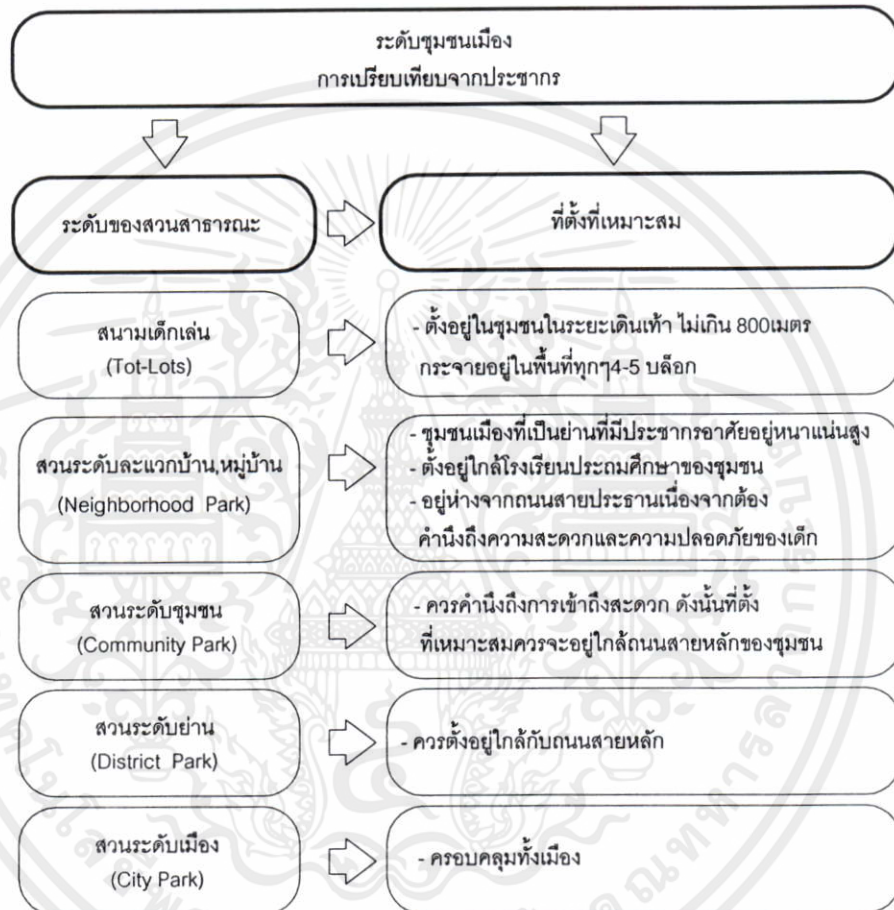 ระดับชุมชนเมือง
การเปรียบเทียบจากประชากร
ระดับของสวนสาธารณะ
ที่ตั้งที่เหมาะสม
สนามเด็กเล่น
(Tot-Lots)
- ตั้งอยู่ในชุมชนในระยะเดินเท้า ไม่เกิน 800เมตร
กระจายอยู่ในพื้นที่ทุกๆ4-5 บล็อก
สวนระดับละแวกบ้าน,หมู่บ้าน
(Neighborhood Park)
- ชุมชนเมืองที่เป็นย่านที่มีประชากรอาศัยอยู่หนาแน่นสูง
- ตั้งอยู่ใกล้โรงเรียนประถมศึกษาของชุมชน
- อยู่ห่างจากถนนสายประธานเนื่องจากต้อง
คำนึงถึงความสะดวกและความปลอดภัยของเด็ก
สวนระดับชุมชน
(Community Park)
- ควรคำนึงถึงการเข้าถึงสะดวก ดังนั้นที่ตั้ง
ที่เหมาะสมควรจะอยู่ใกล้ถนนสายหลักของชุมชน
สวนระดับย่าน
(District Park)
- ควรตั้งอยู่ใกล้กับถนนสายหลัก
สวนระดับเมือง
(City Park)
- ครอบคลุมทั้งเมือง